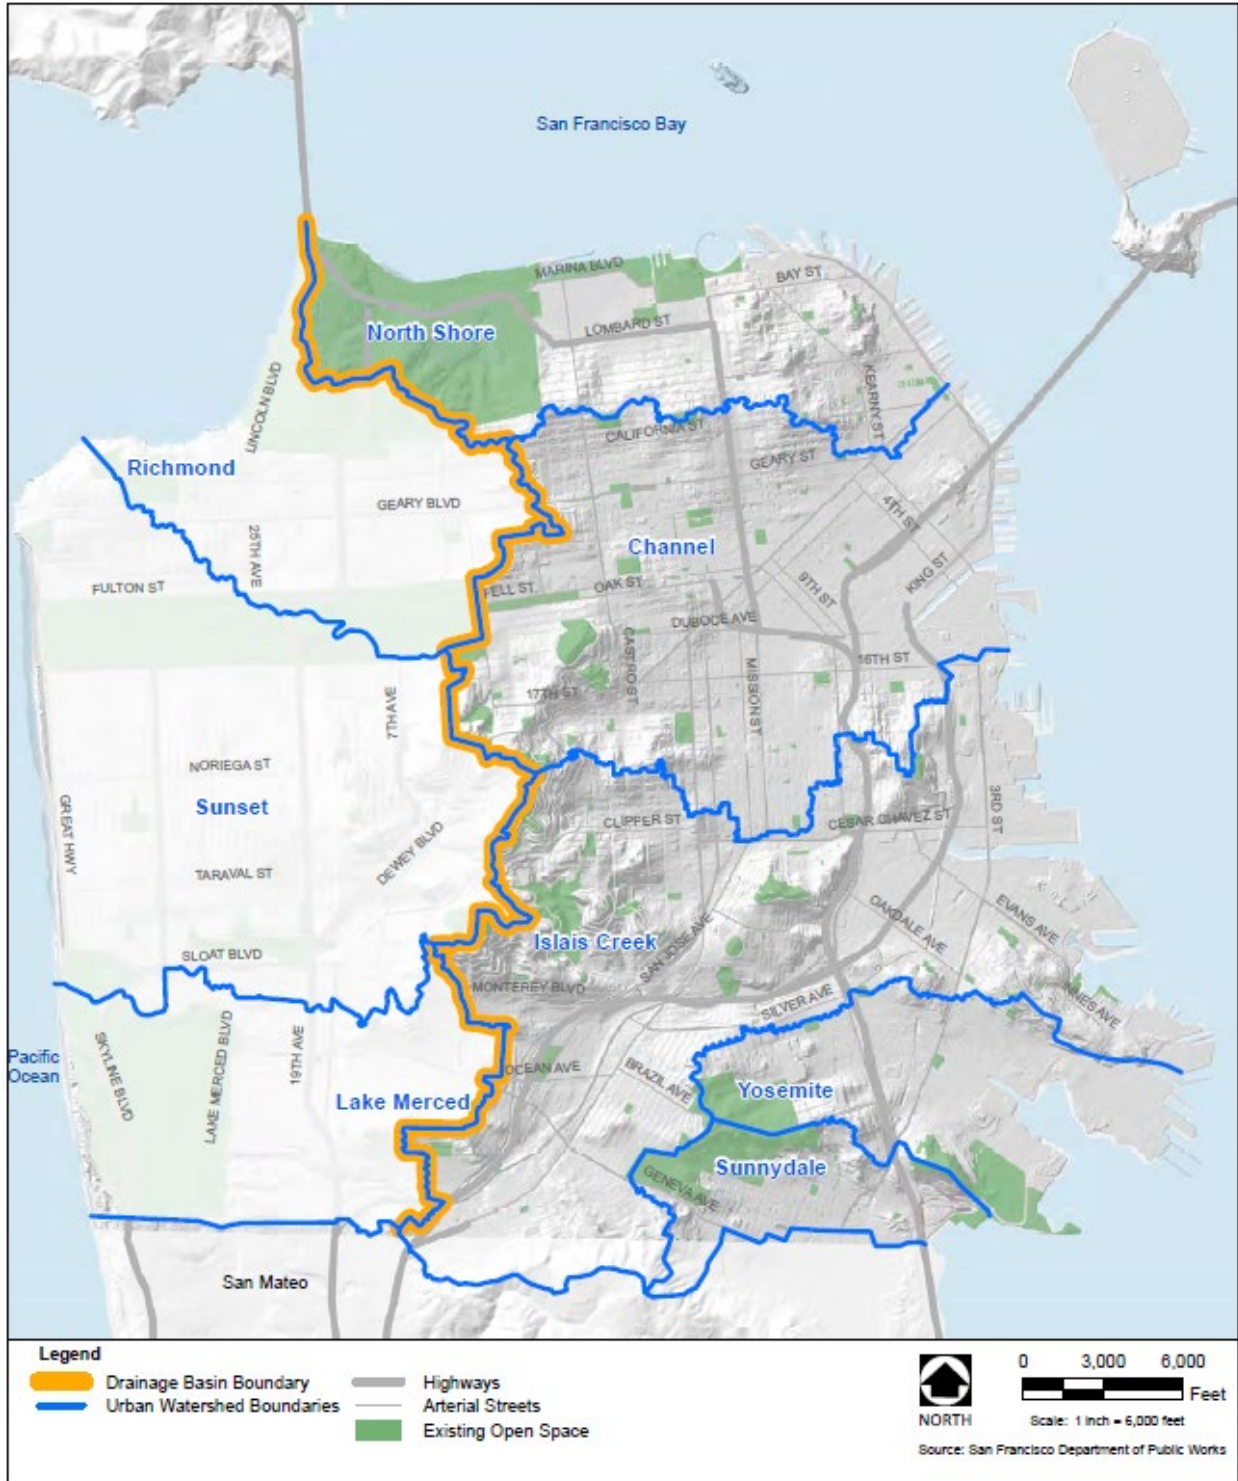 San Francisco Bay
MARINA BLVD
BAY ST
North Shore
LOMBARD ST
KEARNY ST
LINCOLN BLVD
CALIFORNIA ST
Richmond
GEARY ST
GEARY BLVD
4TH ST
25TH AVE
Channel
KING ST
FULTON ST
FELL ST.
OAK ST
9TH ST
DUBOCE AVE
CASTRO ST
16TH ST
17TH ST
MISSION ST
7TH AVE
NORIEGA ST
Sunset
GREAT HWY
3RD ST
CLIPPER ST
CESAR CHAVEZ ST
DEWEY BLVD
TARAVAL ST
OAKDALE AVE
EVANS AVE
Islais Creek
SAN JOSE AVE
SLOAT BLVD
MONTEREY BLVD
SILVER AVE
INNES AVE
Pacific
Ocean
SKYLINE BLVD
LAKE MERCED BLVD
19TH AVE
OCEAN AVE
BRAZIL AVE
Yosemite
Lake Merced
Sunnydale
GENEVA AVE
San Mateo
Legend
Drainage Basin Boundary
Urban Watershed Boundaries
Highways
Arterial Streets
Existing Open Space
NORTH
0 3,000 6,000
Feet
Scale: 1 inch = 6,000 feet
Source: San Francisco Department of Public Works